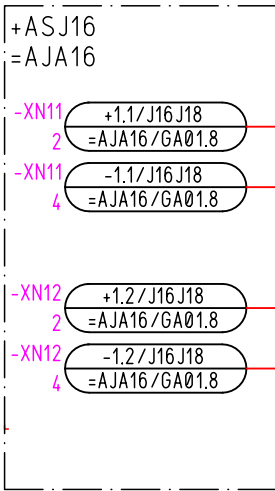 +ASJ16
=AJA16
-XN11 +1.1/J16J18
2 =AJA16/GA01.8
-XN11 -1.1/J16J18
4 =AJA16/GA01.8
-XN12 +1.2/J16J18
2 =AJA16/GA01.8
-XN12 -1.2/J16J18
4 =AJA16/GA01.8